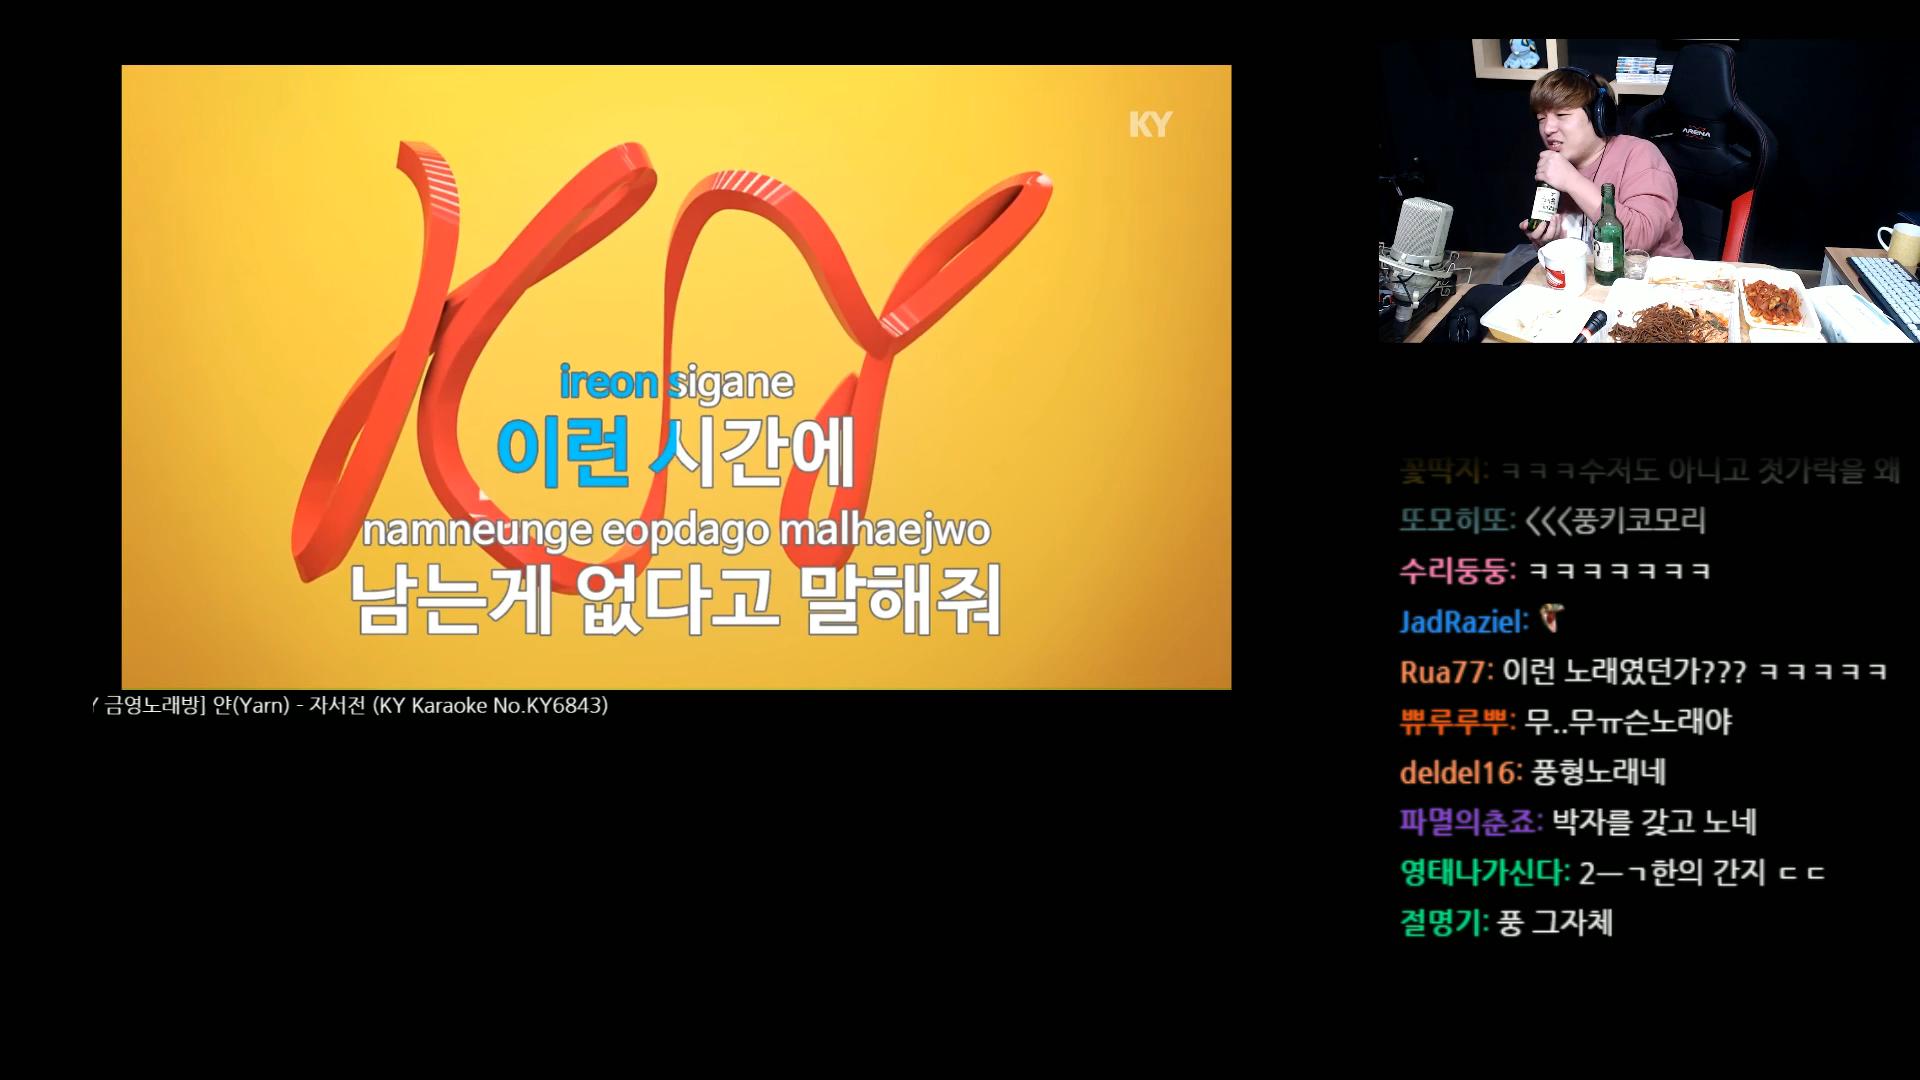 KY
ireon sigane
이런 시간에
namneunge eopdago malhaejwo
남는게 없다고 말해줘
금영노래방] 얀(Yarn) - 자서전 (KY Karaoke No.KY6843)
ARENA
꽃딱지: ㅋㅋㅋ수저도 아니고 젓가락을 왜
또모히또: 〈〈〈풍키코모리
수리둥둥: ㅋㅋㅋㅋㅋㅋㅋ
JadRaziel:
Rua77: 이런 노래였던가??? ㅋㅋㅋㅋㅋ
쀼루루뿌: 무..무ㅠ슨노래야
deldel16: 풍형노래네
파멸의춘죠: 박자를 갖고 노네
영태나가신다: 2ㅡㄱ한의 간지 ㄷㄷ
절명기: 풍 그자체